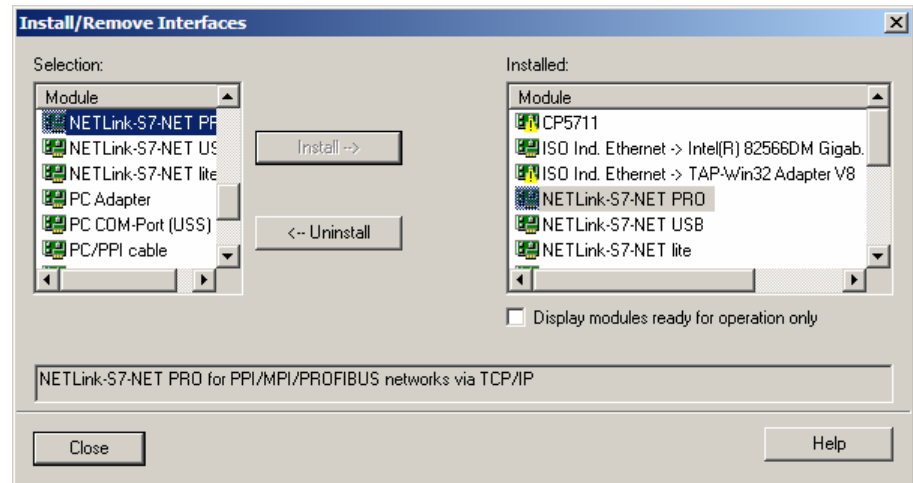 Install/Remove Interfaces
Selection:
Module
NETLink-S7-NET PR
NETLink-S7-NET US
NETLink-S7-NET lite
PC Adapter
PC COM-Port (USS)
PC/PPI cable
Install -->
<-- Uninstall
Installed:
Module
CP5711
ISO Ind. Ethernet -> Intel(R) 82566DM Gigab.
ISO Ind. Ethernet -> TAP-Win32 Adapter V8
NETLink-S7-NET PRO
NETLink-S7-NET USB
NETLink-S7-NET lite
Display modules ready for operation only
NETLink-S7-NET PRO for PPI/MPI/PROFIBUS networks via TCP/IP
Close
Help